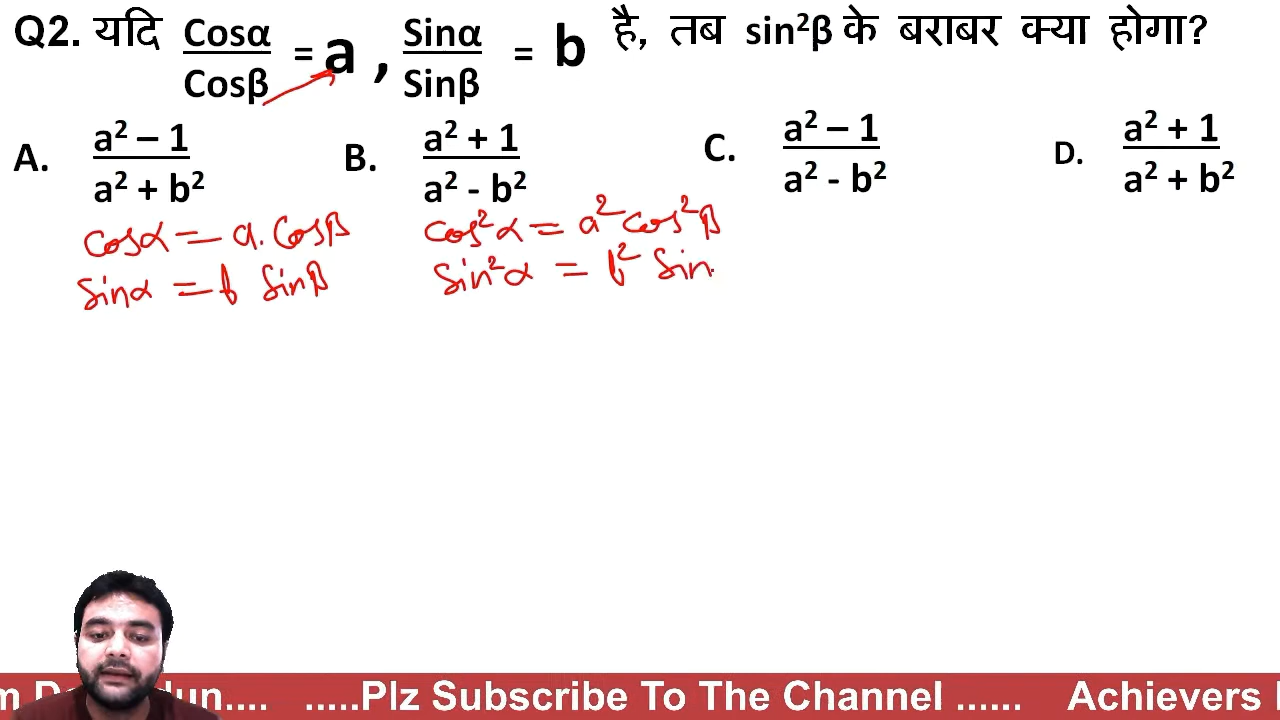 Q2. यदि Cosα/Cosβ = a , Sinα/Sinβ = b है, तब sin²β के बराबर क्या होगा?
A. a² – 1/a² + b² B. a² + 1/a² - b² C. a² – 1/a² - b² D. a² + 1/a² + b²
cosα = a. cosβ cos²α = a² cos²β
sinα = b sinβ sin²α = b² sin
.....Plz Subscribe To The Channel ...... Achievers